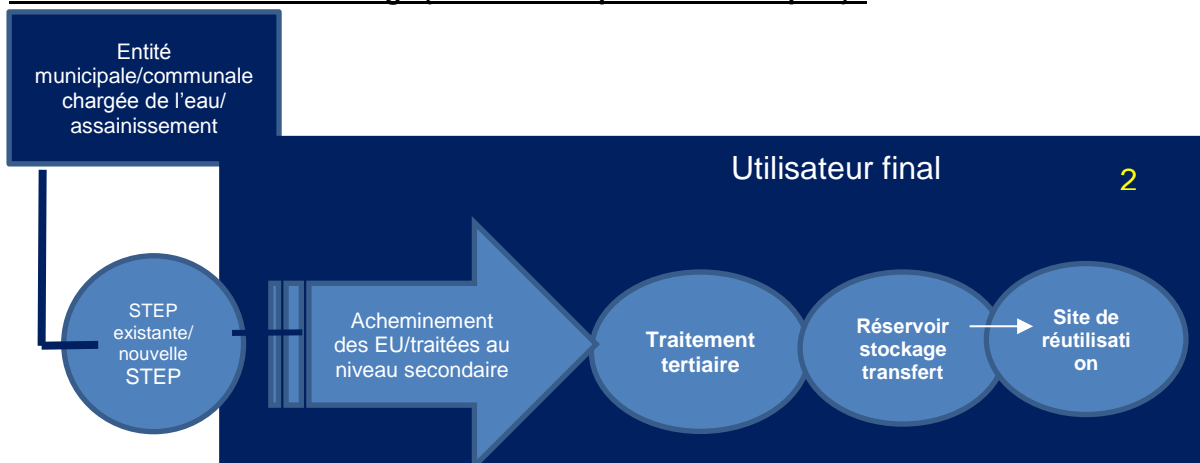 Entité
municipale/communale
chargée de l'eau/
assainissement
Utilisateur final
2
STEP
existante/
nouvelle
STEP
Acheminement
des EU/traitées au
niveau secondaire
Traitement
tertiaire
Réservoir
stockage
transfert
Site de
réutilisati
on